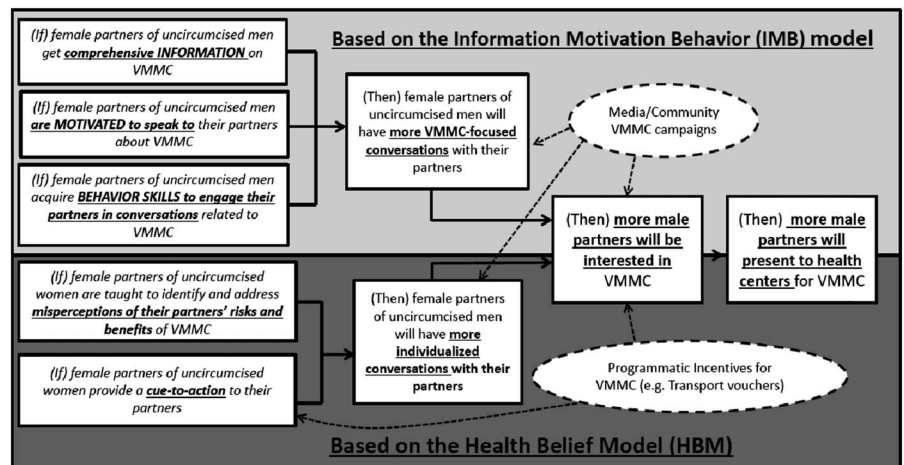 Based on the Information Motivation Behavior (IMB) model
(If) female partners of uncircumcised men
get comprehensive INFORMATION on
VMMC
(If) female partners of uncircumcised men
are MOTIVATED to speak to their partners
about VMMC
(If) female partners of uncircumcised men
acquire BEHAVIOR SKILLS to engage their
partners in conversations related to
VMMC
(Then) female partners of
uncircumcised men will
have more VMMC-focused
conversations with their
partners
Media/Community
VMMC campaigns
(Then) more male
partners will be
interested in
VMMC
(Then) more male
partners will
present to health
centers for VMMC
(If) female partners of uncircumcised
women are taught to identify and address
misperceptions of their partners' risks and
benefits of VMMC
(If) female partners of uncircumcised
women provide a cue-to-action to their
partners
(Then) female partners
of uncircumcised men
will have more
individualized
conversations with their
partners
Programmatic Incentives for
VMMC (e.g. Transport vouchers)
Based on the Health Belief Model (HBM)